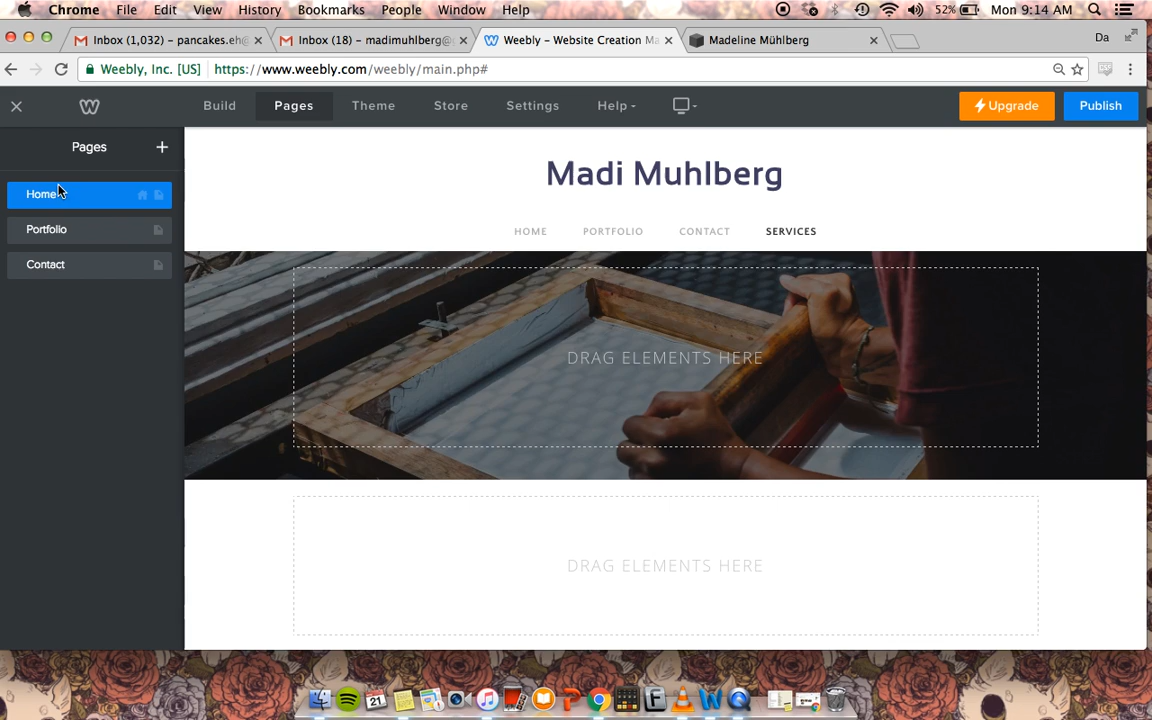 Chrome File Edit View History Bookmarks People Window Help 52% Mon 9:14 AM
Inbox (1,032) - pancakes.eh@ Inbox (18) - madimuhlberg@ Weebly - Website Creation Ma Madeline Mühlberg Da
Weebly, Inc. [US] https://www.weebly.com/weebly/main.php#
Build Pages Theme Store Settings Help Upgrade Publish
Pages +
Home
Portfolio
Contact
Madi Muhlberg
HOME PORTFOLIO CONTACT SERVICES
DRAG ELEMENTS HERE
DRAG ELEMENTS HERE